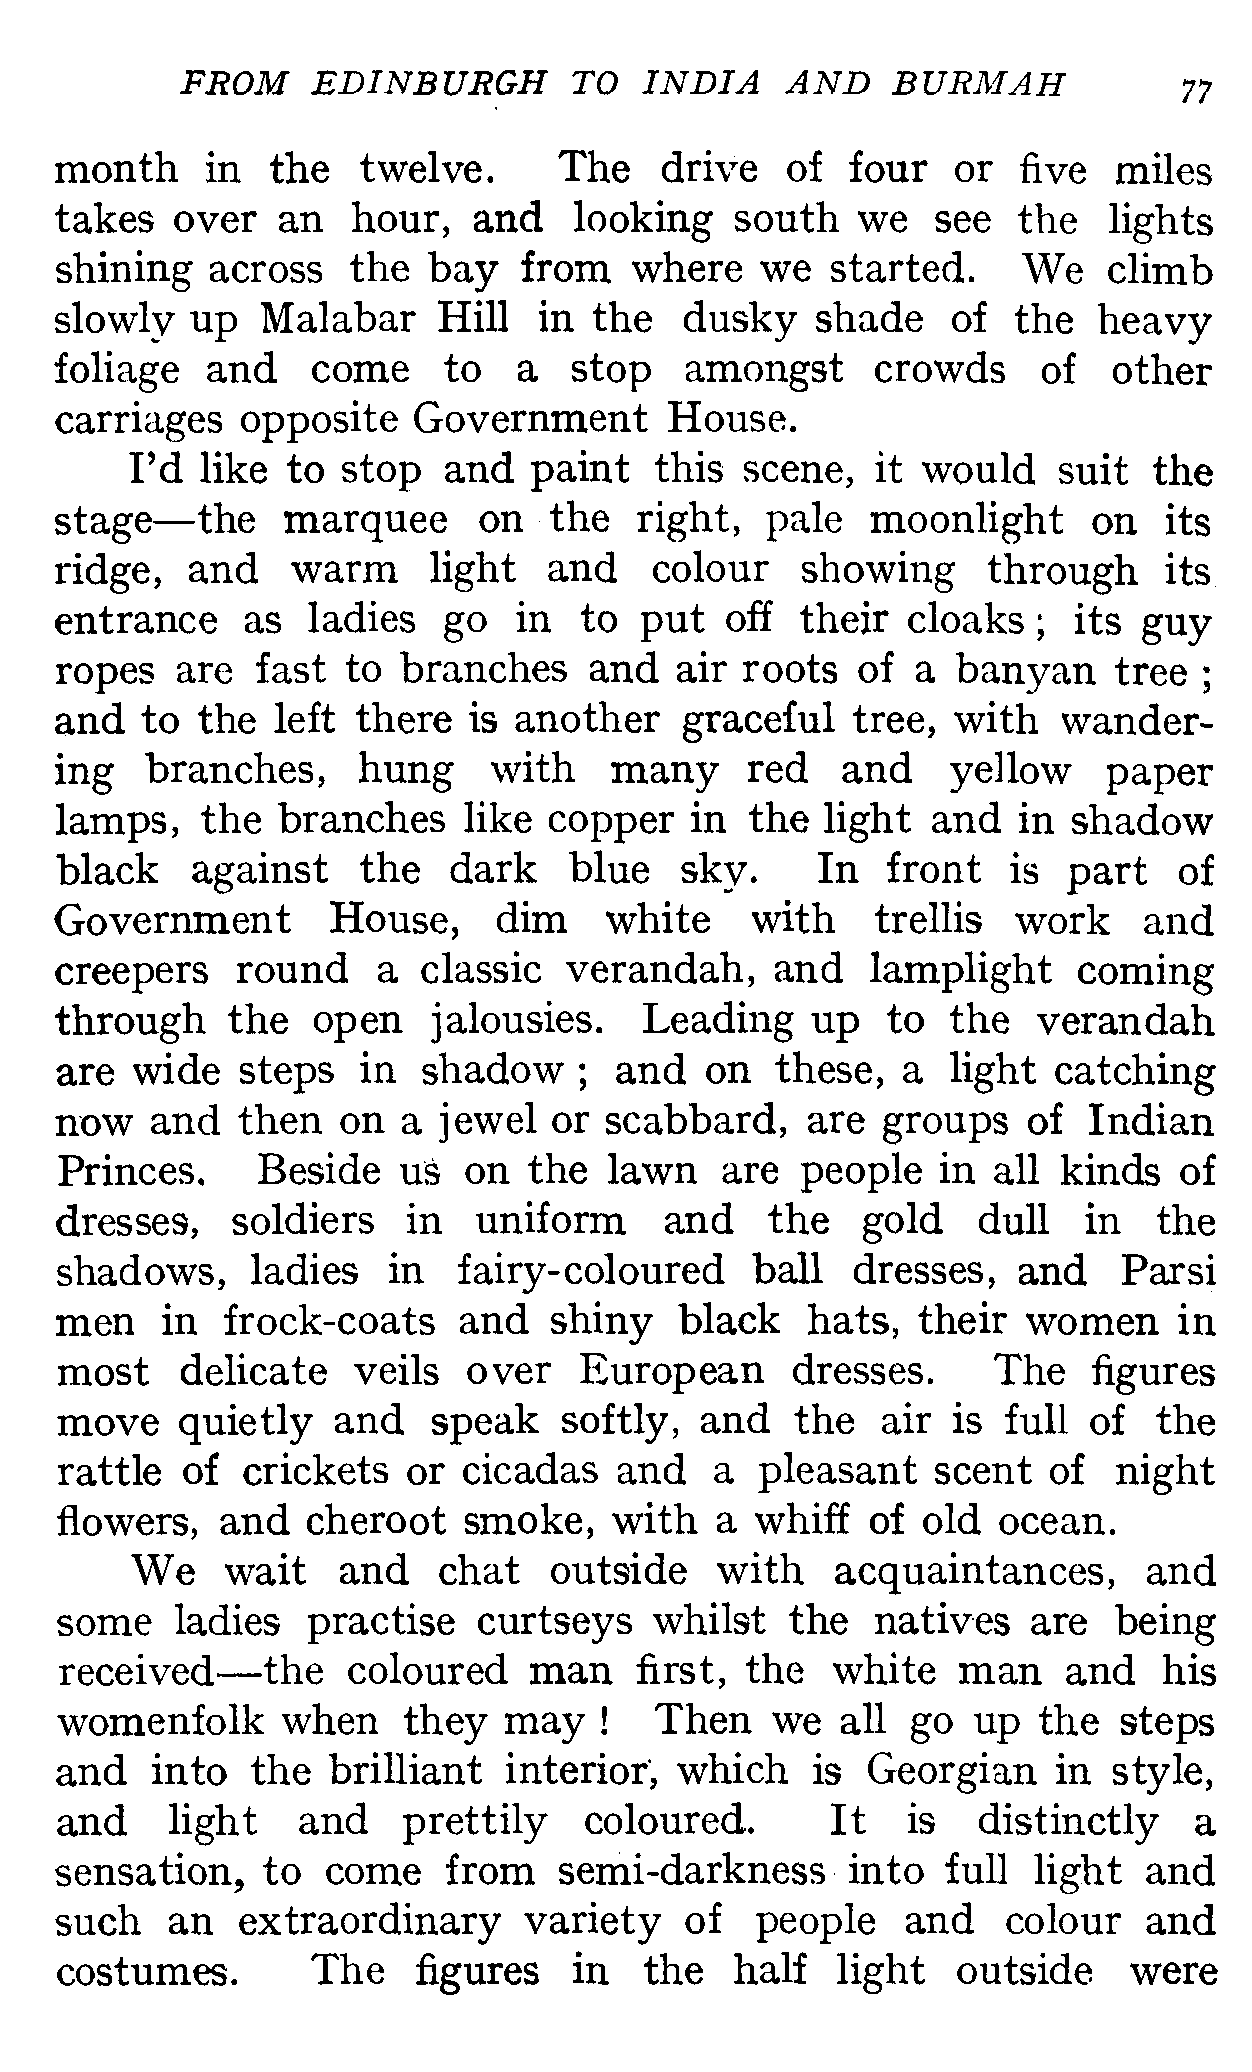 FROM EDINBURGH TO INDIA AND BURMAH 77
month in the twelve. The drive of four or five miles
takes over an hour, and looking south we see the lights
shining across the bay from where we started. We climb
slowly up Malabar Hill in the dusky shade of the heavy
foliage and come to a stop amongst crowds of other
carriages opposite Government House.
I'd like to stop and paint this scene, it would suit the
stage—the marquee on the right, pale moonlight on its
ridge, and warm light and colour showing through its
entrance as ladies go in to put off their cloaks ; its guy
ropes are fast to branches and air roots of a banyan tree ;
and to the left there is another graceful tree, with wander-
ing branches, hung with many red and yellow paper
lamps, the branches like copper in the light and in shadow
black against the dark blue sky. In front is part of
Government House, dim white with trellis work and
creepers round a classic verandah, and lamplight coming
through the open jalousies. Leading up to the verandah
are wide steps in shadow ; and on these, a light catching
now and then on a jewel or scabbard, are groups of Indian
Princes. Beside us on the lawn are people in all kinds of
dresses, soldiers in uniform and the gold dull in the
shadows, ladies in fairy-coloured ball dresses, and Parsi
men in frock-coats and shiny black hats, their women in
most delicate veils over European dresses. The figures
move quietly and speak softly, and the air is full of the
rattle of crickets or cicadas and a pleasant scent of night
flowers, and cheroot smoke, with a whiff of old ocean.
We wait and chat outside with acquaintances, and
some ladies practise curtseys whilst the natives are being
received—the coloured man first, the white man and his
womenfolk when they may ! Then we all go up the steps
and into the brilliant interior, which is Georgian in style,
and light and prettily coloured. It is distinctly a
sensation, to come from semi-darkness into full light and
such an extraordinary variety of people and colour and
costumes. The figures in the half light outside were